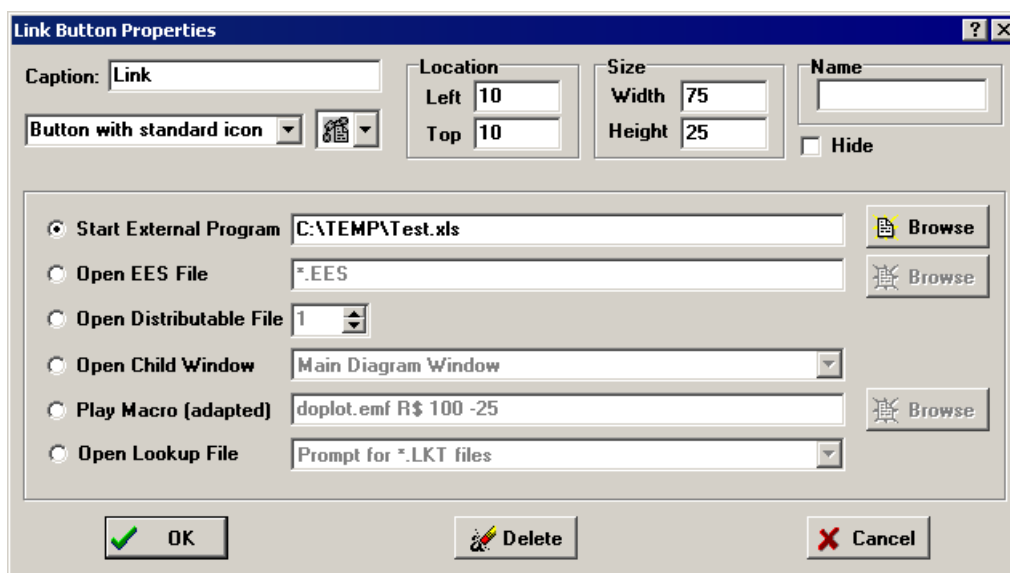 Link Button Properties
Caption: Link
Button with standard icon
Location
Left 10
Top 10
Size
Width 75
Height 25
Name
Hide
Start External Program C:\TEMP\Test.xls Browse
Open EES File *.EES Browse
Open Distributable File 1
Open Child Window Main Diagram Window
Play Macro (adapted) doplot.emf R$ 100 -25 Browse
Open Lookup File Prompt for *.LKT files
OK Delete Cancel